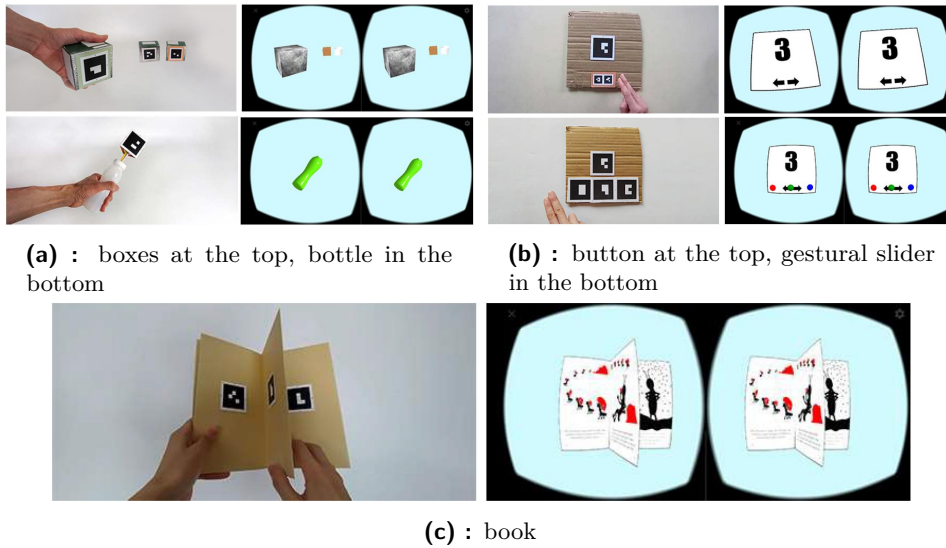 3
3
3
3
(a) : boxes at the top, bottle in the
bottom
(b) : button at the top, gestural slider
in the bottom
(c) : book